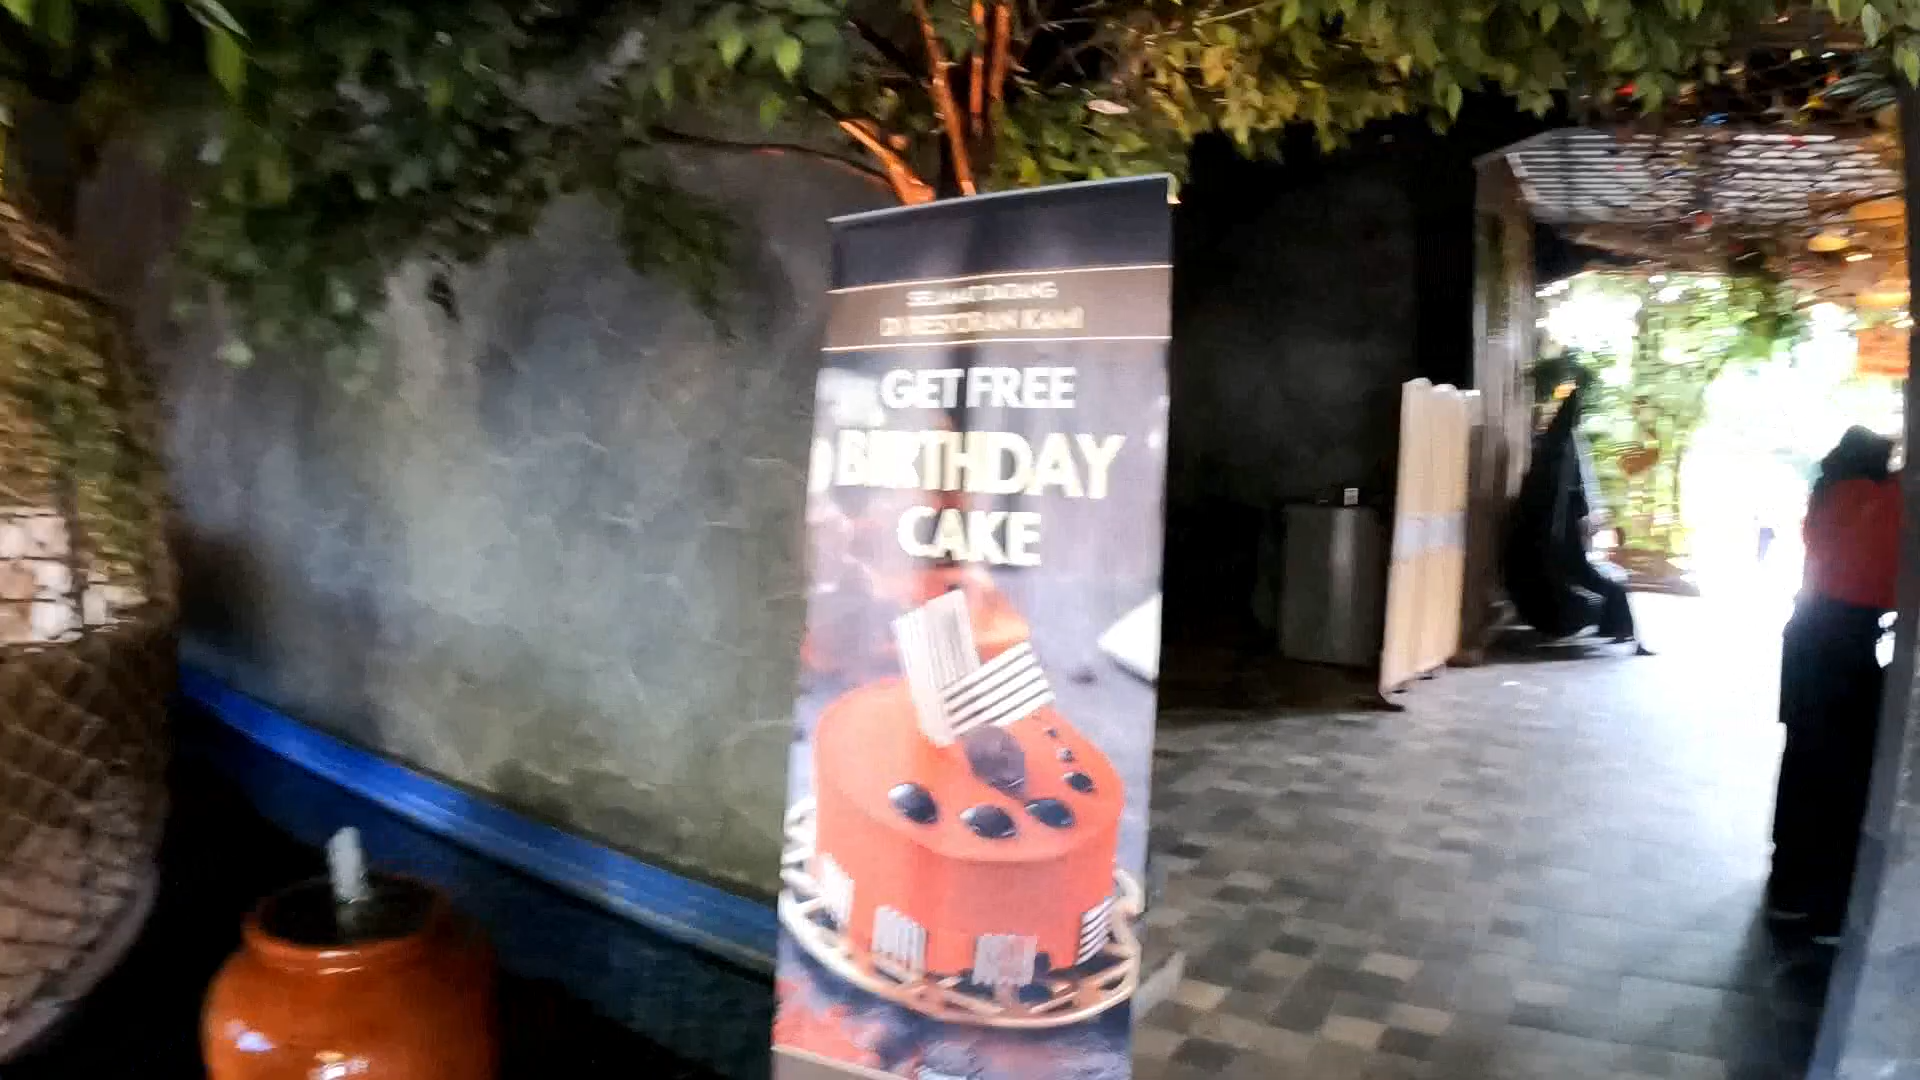 SELAMAT DATANG
DI RESTORAN KAMI
GET FREE
BIRTHDAY
CAKE